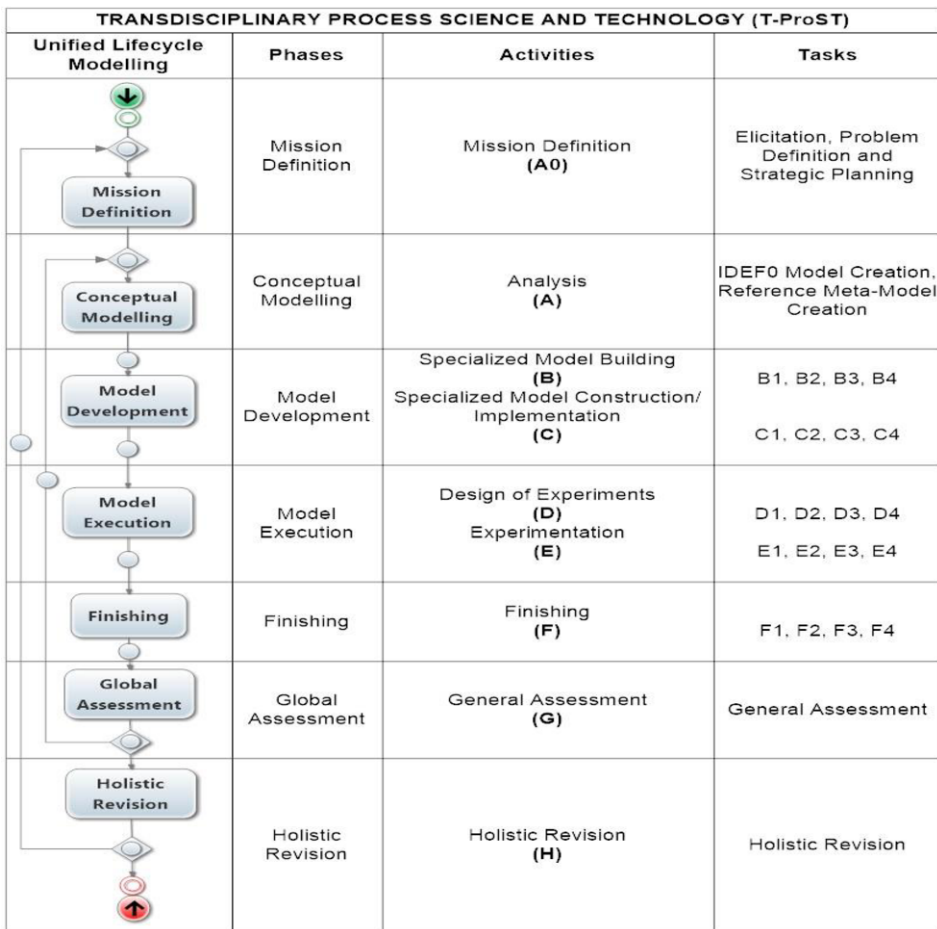 TRANSDISCIPLINARY PROCESS SCIENCE AND TECHNOLOGY (T-ProST)
Unified Lifecycle
Modelling
Phases
Activities
Tasks
Mission
Definition
Mission
Definition
Mission Definition
(A0)
Elicitation, Problem
Definition and
Strategic Planning
Conceptual
Modelling
Conceptual
Modelling
Analysis
(A)
IDEF0 Model Creation,
Reference Meta-Model
Creation
Model
Development
Model
Development
Specialized Model Building
(B)
Specialized Model Construction/
Implementation
(C)
B1, B2, B3, B4
C1, C2, C3, C4
Model
Execution
Model
Execution
Design of Experiments
(D)
Experimentation
(E)
D1, D2, D3, D4
E1, E2, E3, E4
Finishing
Finishing
Finishing
(F)
F1, F2, F3, F4
Global
Assessment
Global
Assessment
General Assessment
(G)
General Assessment
Holistic
Revision
Holistic
Revision
Holistic Revision
(H)
Holistic Revision